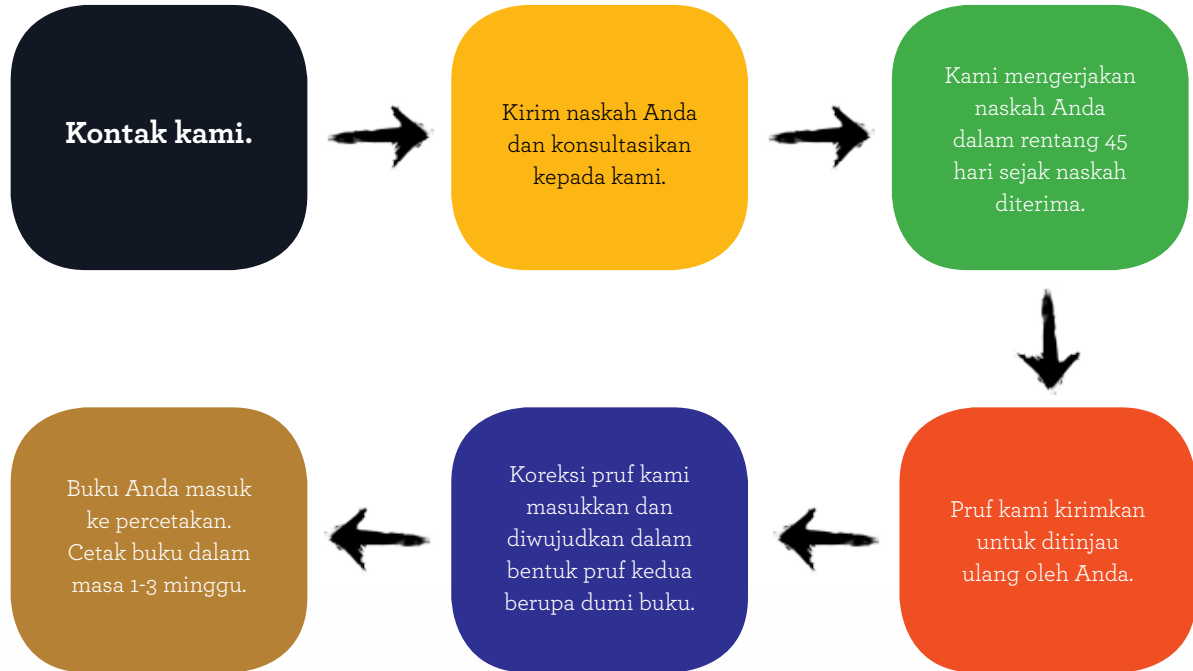 Kontak kami.
Kirim naskah Anda
dan konsultasikan
kepada kami.
Kami mengerjakan
naskah Anda
dalam rentang 45
hari sejak naskah
diterima.
Pruf kami kirimkan
untuk ditinjau
ulang oleh Anda.
Koreksi pruf kami
masukkan dan
diwujudkan dalam
bentuk pruf kedua
berupa dumi buku.
Buku Anda masuk
ke percetakan.
Cetak buku dalam
masa 1-3 minggu.